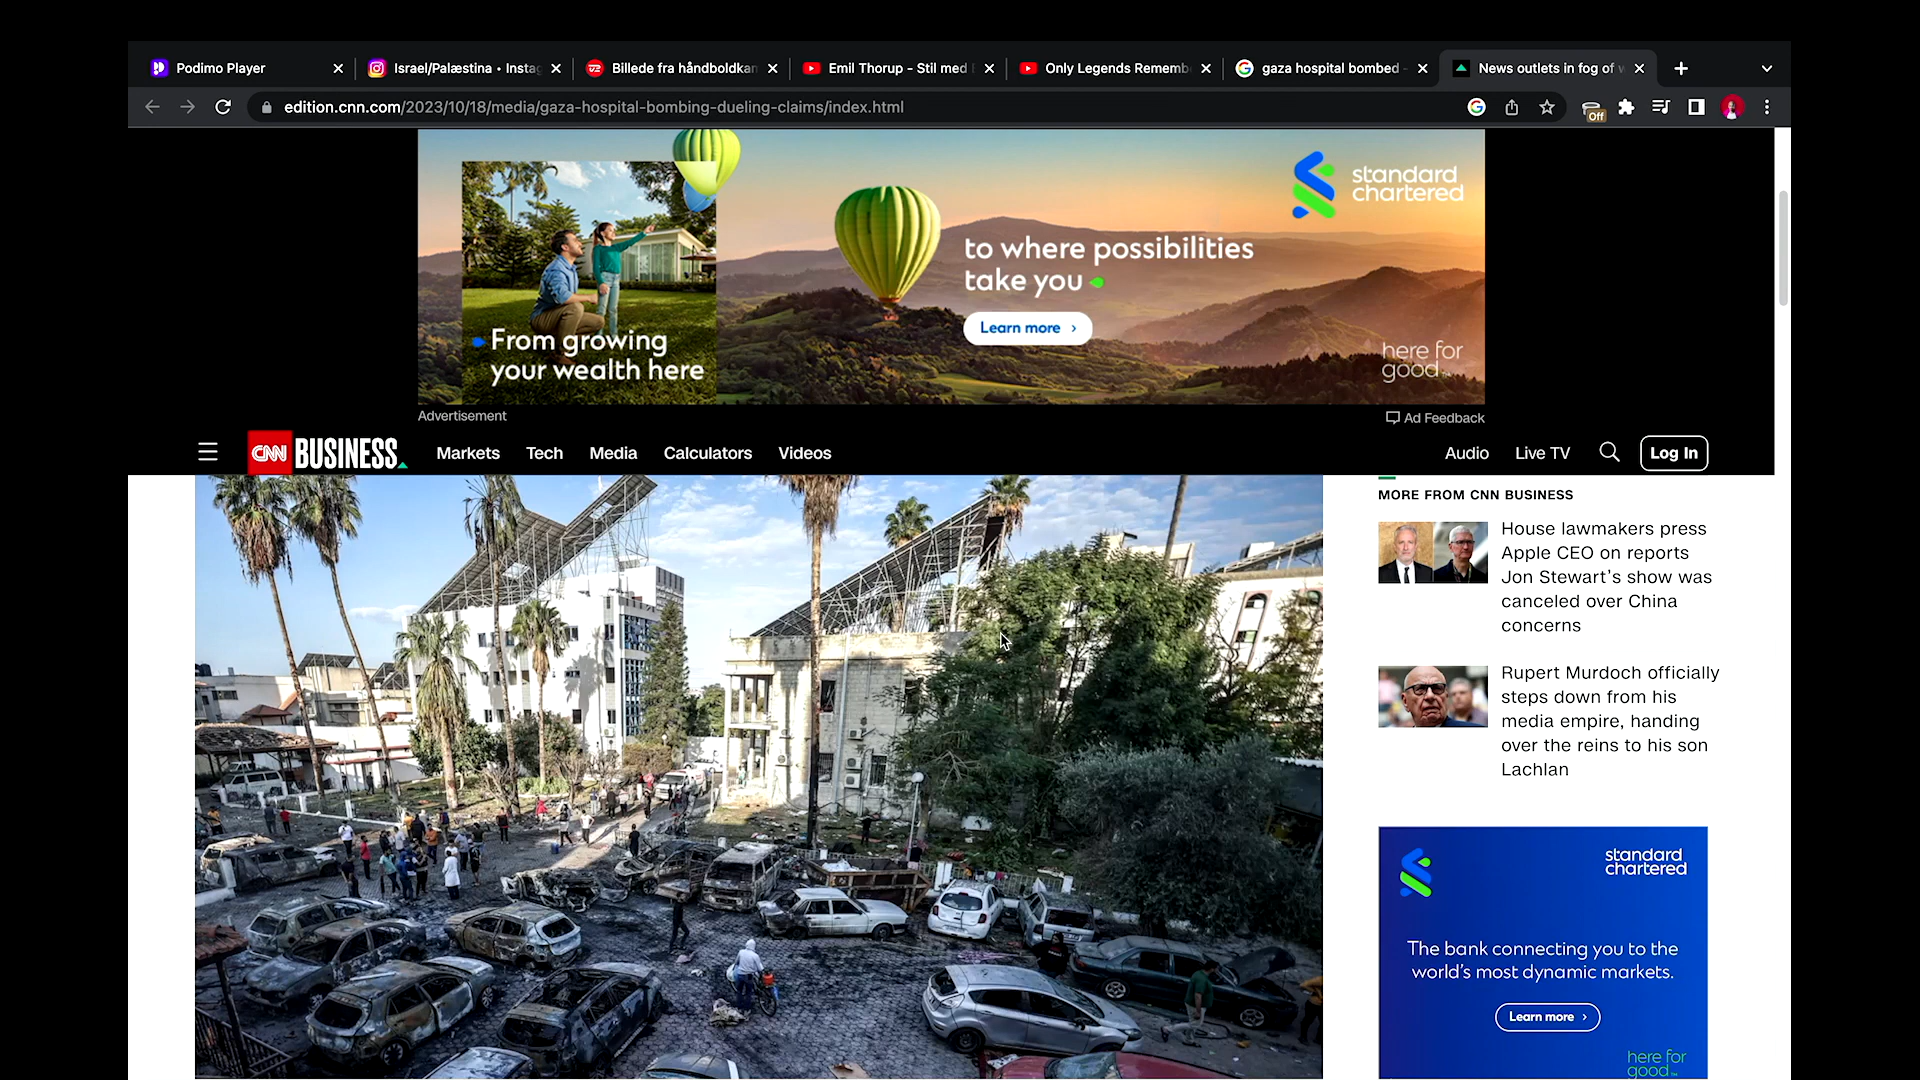 Podimo Player
Israel/Palæstina • Instag
Billede fra håndboldkan
Emil Thorup - Stil med
Only Legends Rememb
gaza hospital bombed -
News outlets in fog of w
edition.cnn.com/2023/10/18/media/gaza-hospital-bombing-dueling-claims/index.html
Off
standard
chartered
to where possibilities
take you
Learn more
From growing
your wealth here
here for
good
Advertisement
Ad Feedback
CNN BUSINESS
Markets
Tech
Media
Calculators
Videos
Audio
Live TV
Log In
MORE FROM CNN BUSINESS
House lawmakers press
Apple CEO on reports
Jon Stewart's show was
canceled over China
concerns
Rupert Murdoch officially
steps down from his
media empire, handing
over the reins to his son
Lachlan
standard
chartered
The bank connecting you to the
world's most dynamic markets.
Learn more
here for
good